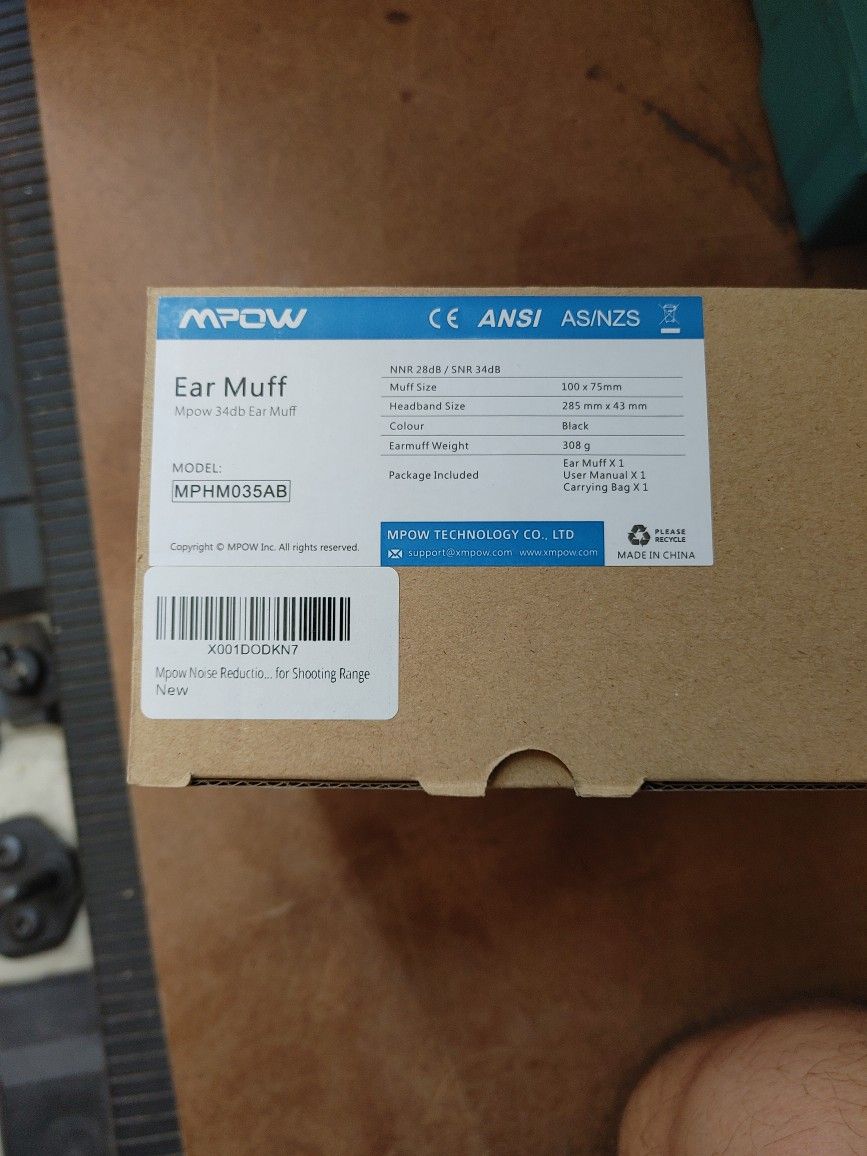 MPOW CE ANSI AS/NZS
Ear Muff
Mpow 34db Ear Muff
MODEL:
MPHM035AB
Copyright © MPOW Inc. All rights reserved.
NNR 28dB / SNR 34dB
Muff Size 100 x 75mm
Headband Size 285 mm x 43 mm
Colour Black
Earmuff Weight 308 g
Package Included Ear Muff X 1
User Manual X 1
Carrying Bag X 1
MPOW TECHNOLOGY CO., LTD
support@xmpow.com www.xmpow.com
PLEASE
RECYCLE
MADE IN CHINA
X001DODKN7
Mpow Noise Reductio... for Shooting Range
New